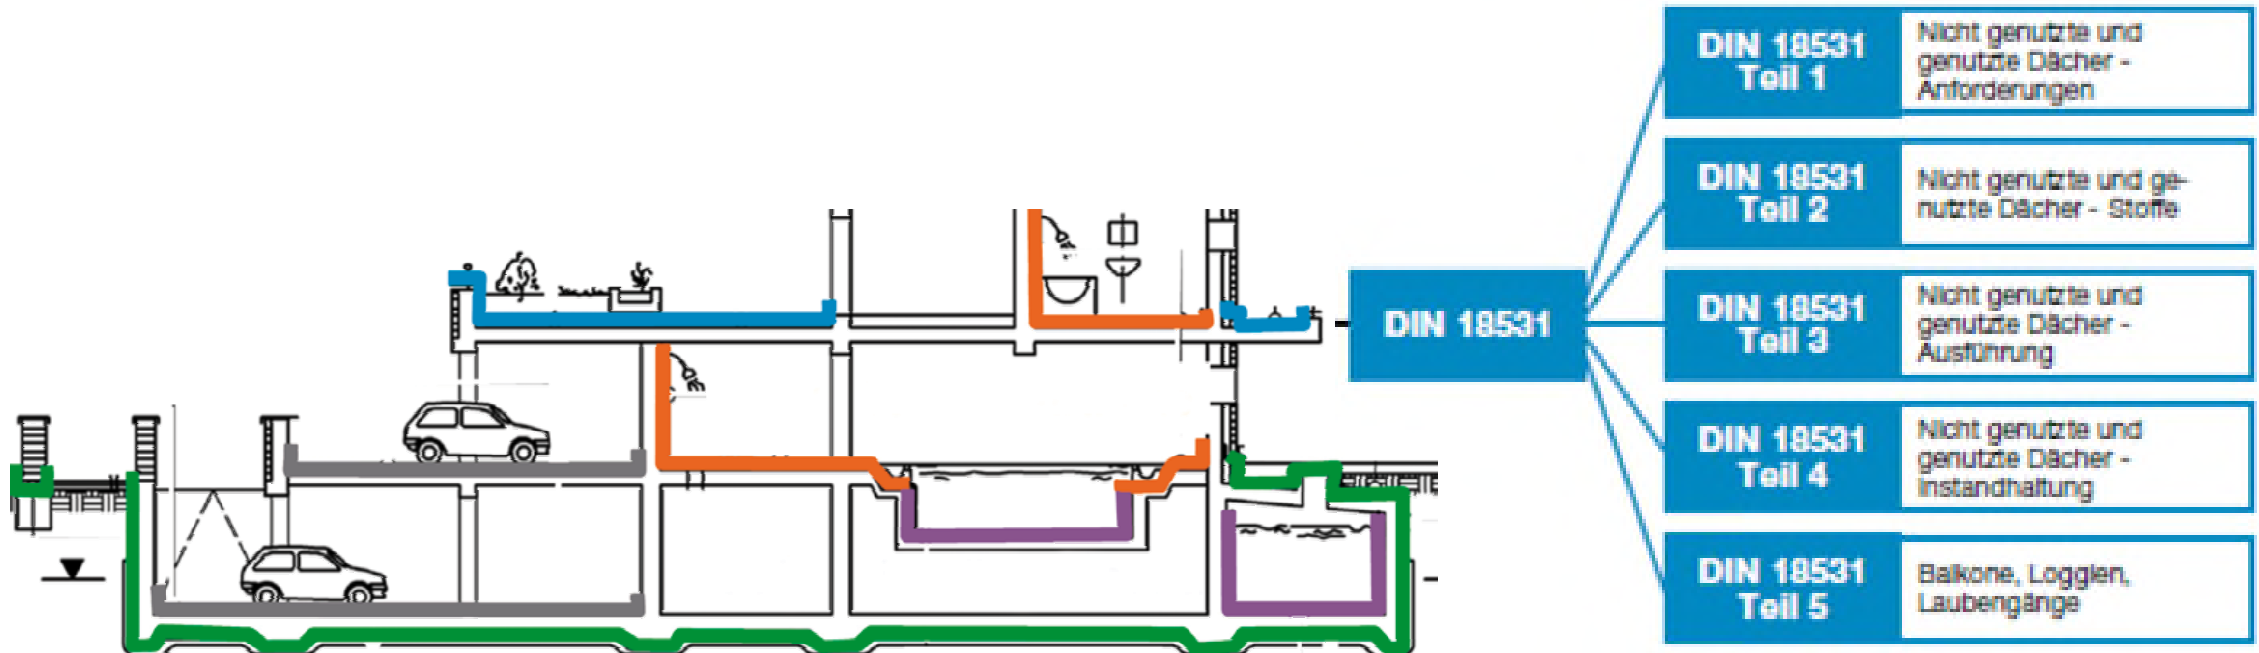 DIN 18531
DIN 18531
Teil 1
Nicht genutzte und
genutzte Dächer -
Anforderungen
DIN 18531
Teil 2
Nicht genutzte und ge-
nutzte Dächer - Stoffe
DIN 18531
Teil 3
Nicht genutzte und
genutzte Dächer -
Ausführung
DIN 18531
Teil 4
Nicht genutzte und
genutzte Dächer -
Instandhaltung
DIN 18531
Teil 5
Balkone, Loggien,
Laubengänge